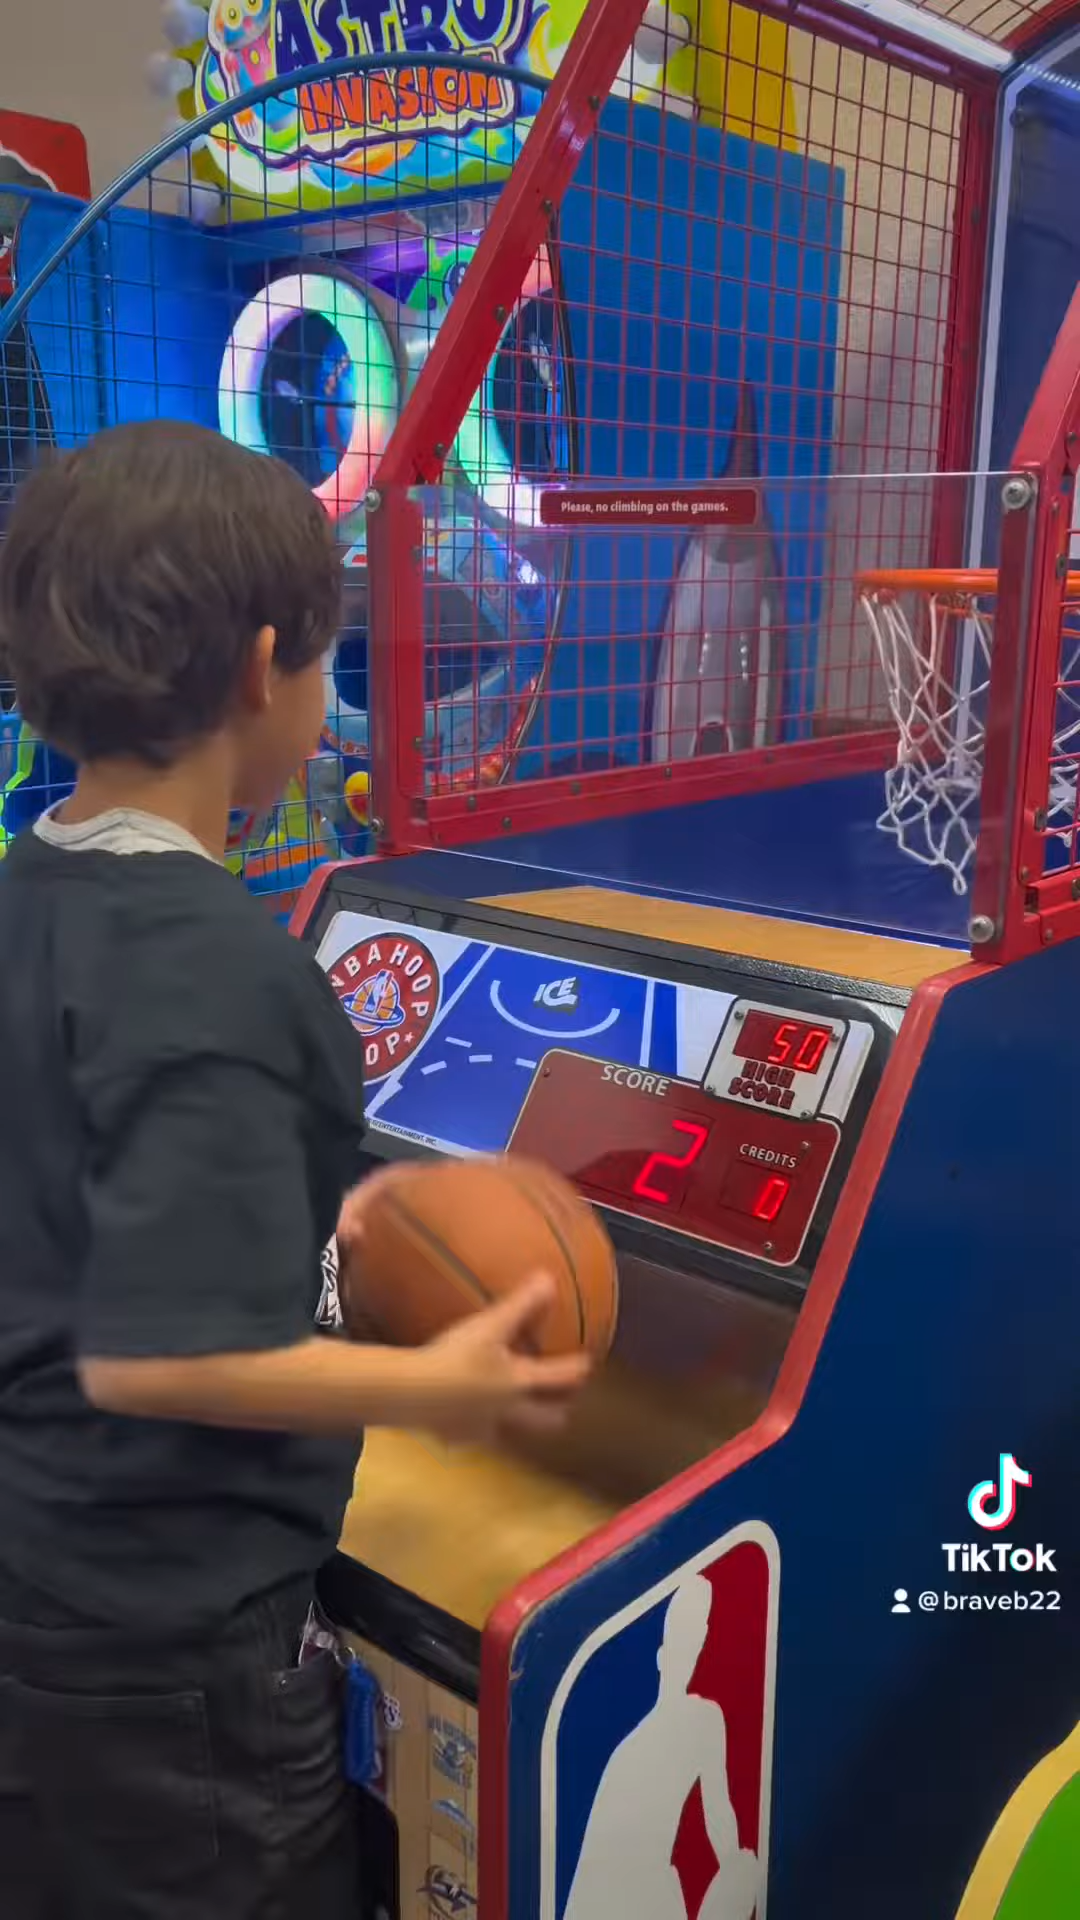 ASTRO
INVASION
Please, no climbing on the games.
NBA HOOP
ICE
50
HIGH
SCORE
SCORE
2
CREDITS
0
TikTok
@braveb22